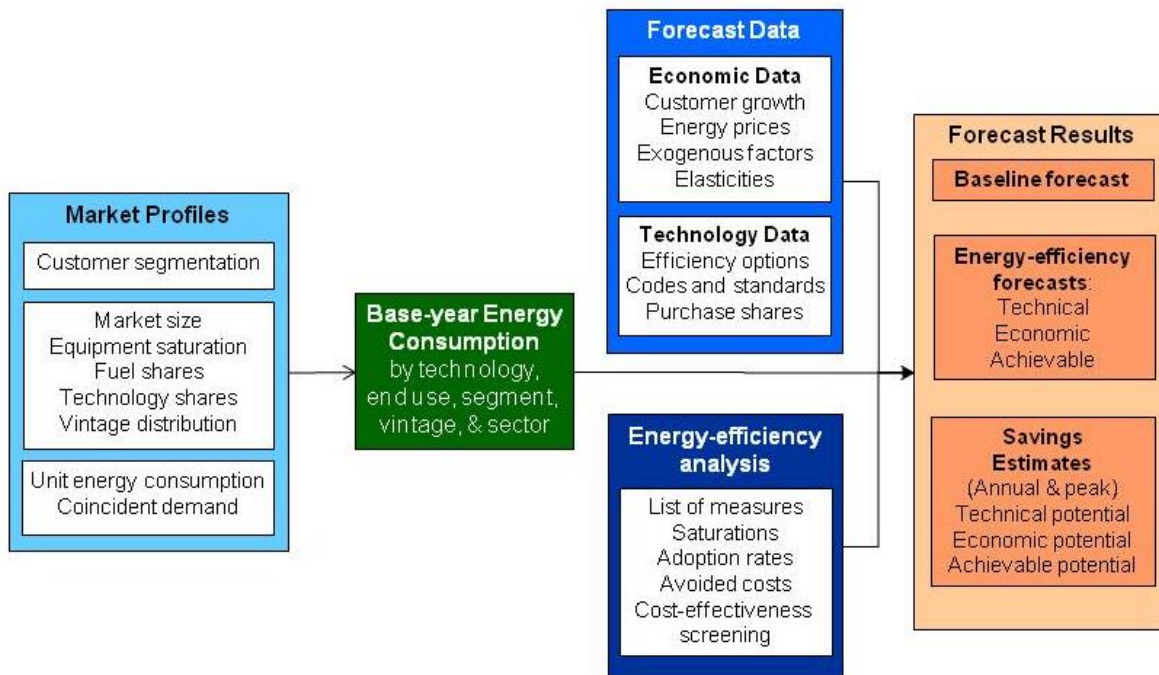 Market Profiles
Customer segmentation
Market size
Equipment saturation
Fuel shares
Technology shares
Vintage distribution
Unit energy consumption
Coincident demand
Base-year Energy
Consumption
by technology,
end use, segment,
vintage, & sector
Forecast Data
Economic Data
Customer growth
Energy prices
Exogenous factors
Elasticities
Technology Data
Efficiency options
Codes and standards
Purchase shares
Energy-efficiency
analysis
List of measures
Saturations
Adoption rates
Avoided costs
Cost-effectiveness
screening
Forecast Results
Baseline forecast
Energy-efficiency
forecasts:
Technical
Economic
Achievable
Savings
Estimates
(Annual & peak)
Technical potential
Economic potential
Achievable potential